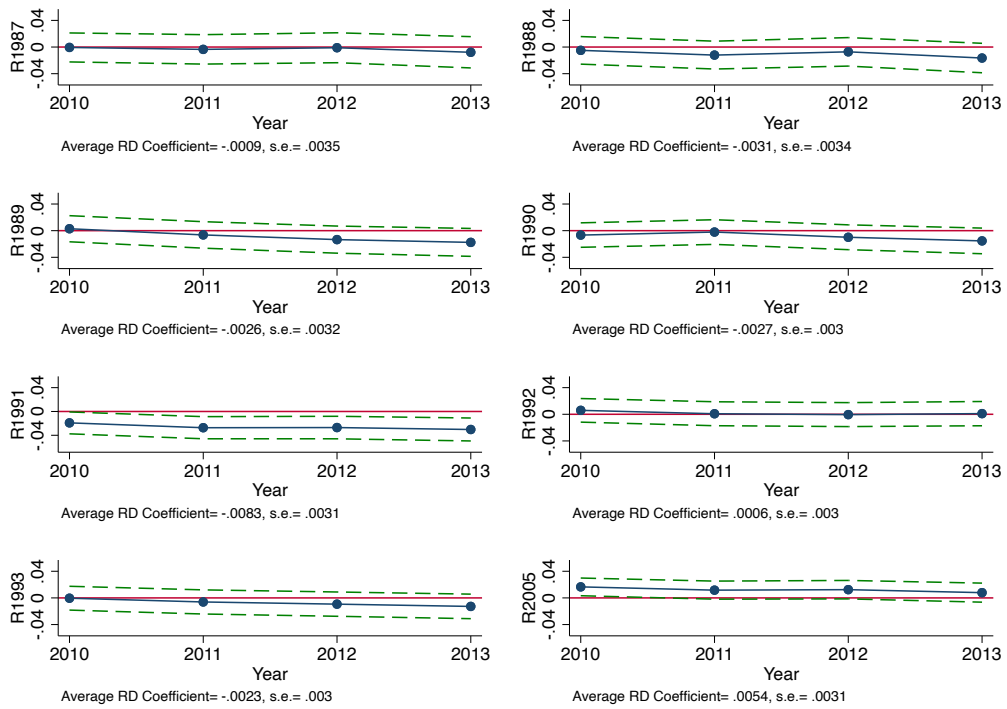 R1987
.04
0
-.04
2010 2011 2012 2013
Year
Average RD Coefficient= -.0009, s.e.= .0035
R1988
.04
0
-.04
2010 2011 2012 2013
Year
Average RD Coefficient= -.0031, s.e.= .0034
R1989
.04
0
-.04
2010 2011 2012 2013
Year
Average RD Coefficient= -.0026, s.e.= .0032
R1990
.04
0
-.04
2010 2011 2012 2013
Year
Average RD Coefficient= -.0027, s.e.= .003
R1991
.04
0
-.04
2010 2011 2012 2013
Year
Average RD Coefficient= -.0083, s.e.= .0031
R1992
.04
0
-.04
2010 2011 2012 2013
Year
Average RD Coefficient= .0006, s.e.= .003
R1993
.04
0
-.04
2010 2011 2012 2013
Year
Average RD Coefficient= -.0023, s.e.= .003
R2005
.04
0
-.04
2010 2011 2012 2013
Year
Average RD Coefficient= .0054, s.e.= .0031